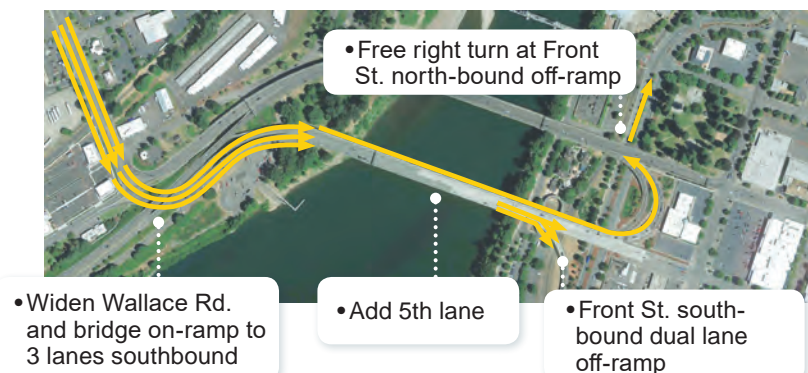 •Free right turn at Front
St. north-bound off-ramp
•Widen Wallace Rd.
and bridge on-ramp to
3 lanes southbound
•Add 5th lane
•Front St. south-
bound dual lane
off-ramp